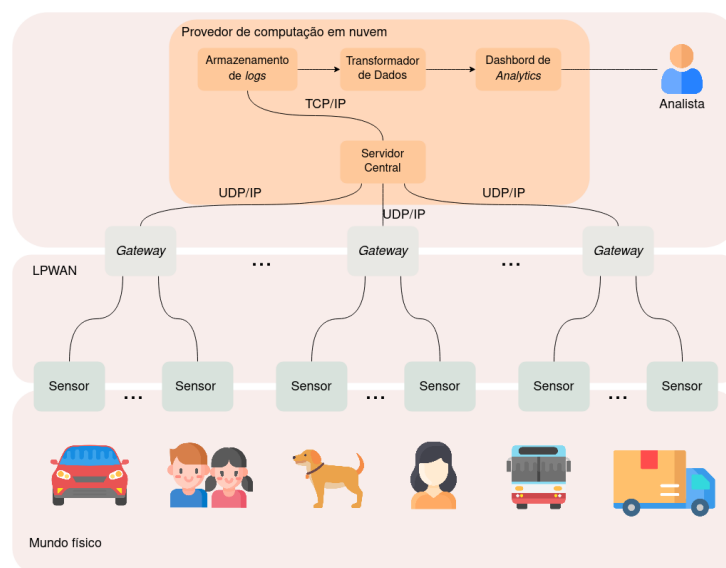 Provedor de computação em nuvem
Armazenamento
de logs
Transformador
de Dados
Dashbord de
Analytics
Analista
TCP/IP
Servidor
Central
UDP/IP
UDP/IP
UDP/IP
Gateway
...
Gateway
...
Gateway
LPWAN
Sensor
...
Sensor
Sensor
...
Sensor
Sensor
...
Sensor
Mundo físico